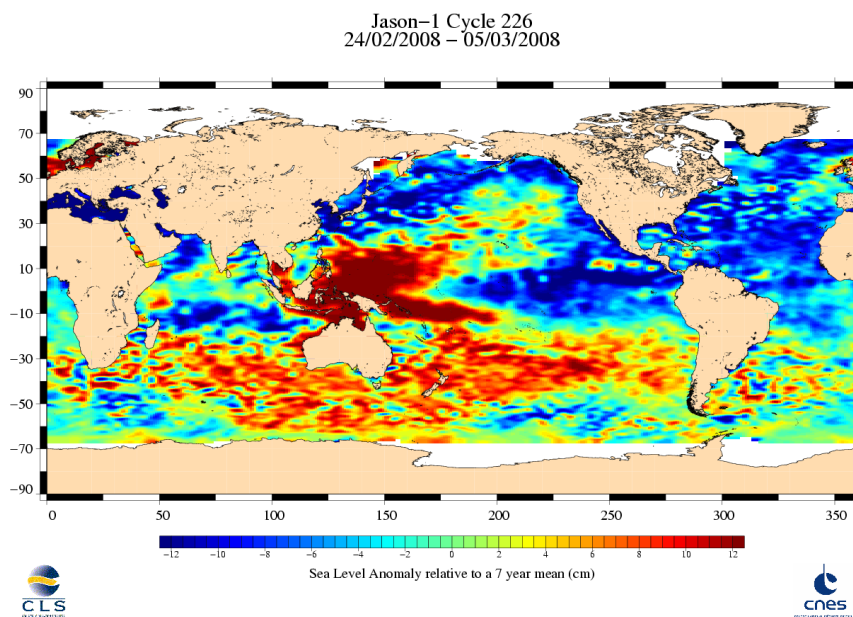 Jason−1 Cycle 226
24/02/2008 − 05/03/2008
90
70
50
30
10
−10
−30
−50
−70
−90
0 50 100 150 200 250 300 350
−12 −10 −8 −6 −4 −2 0 2 4 6 8 10 12
Sea Level Anomaly relative to a 7 year mean (cm)
CLS
cnes